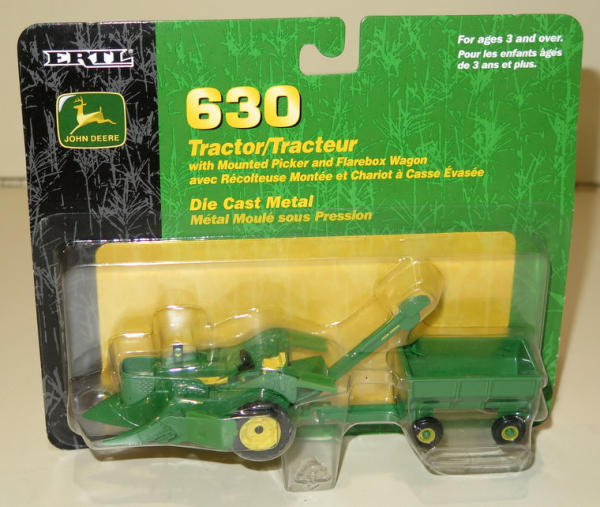 ERTL
JOHN DEERE
For ages 3 and over.
Pour les enfants âgés
de 3 ans et plus.
630
Tractor/Tracteur
with Mounted Picker and Flarebox Wagon
avec Récolteuse Montée et Chariot à Casse Évasée
Die Cast Metal
Métal Moulé sous Pression